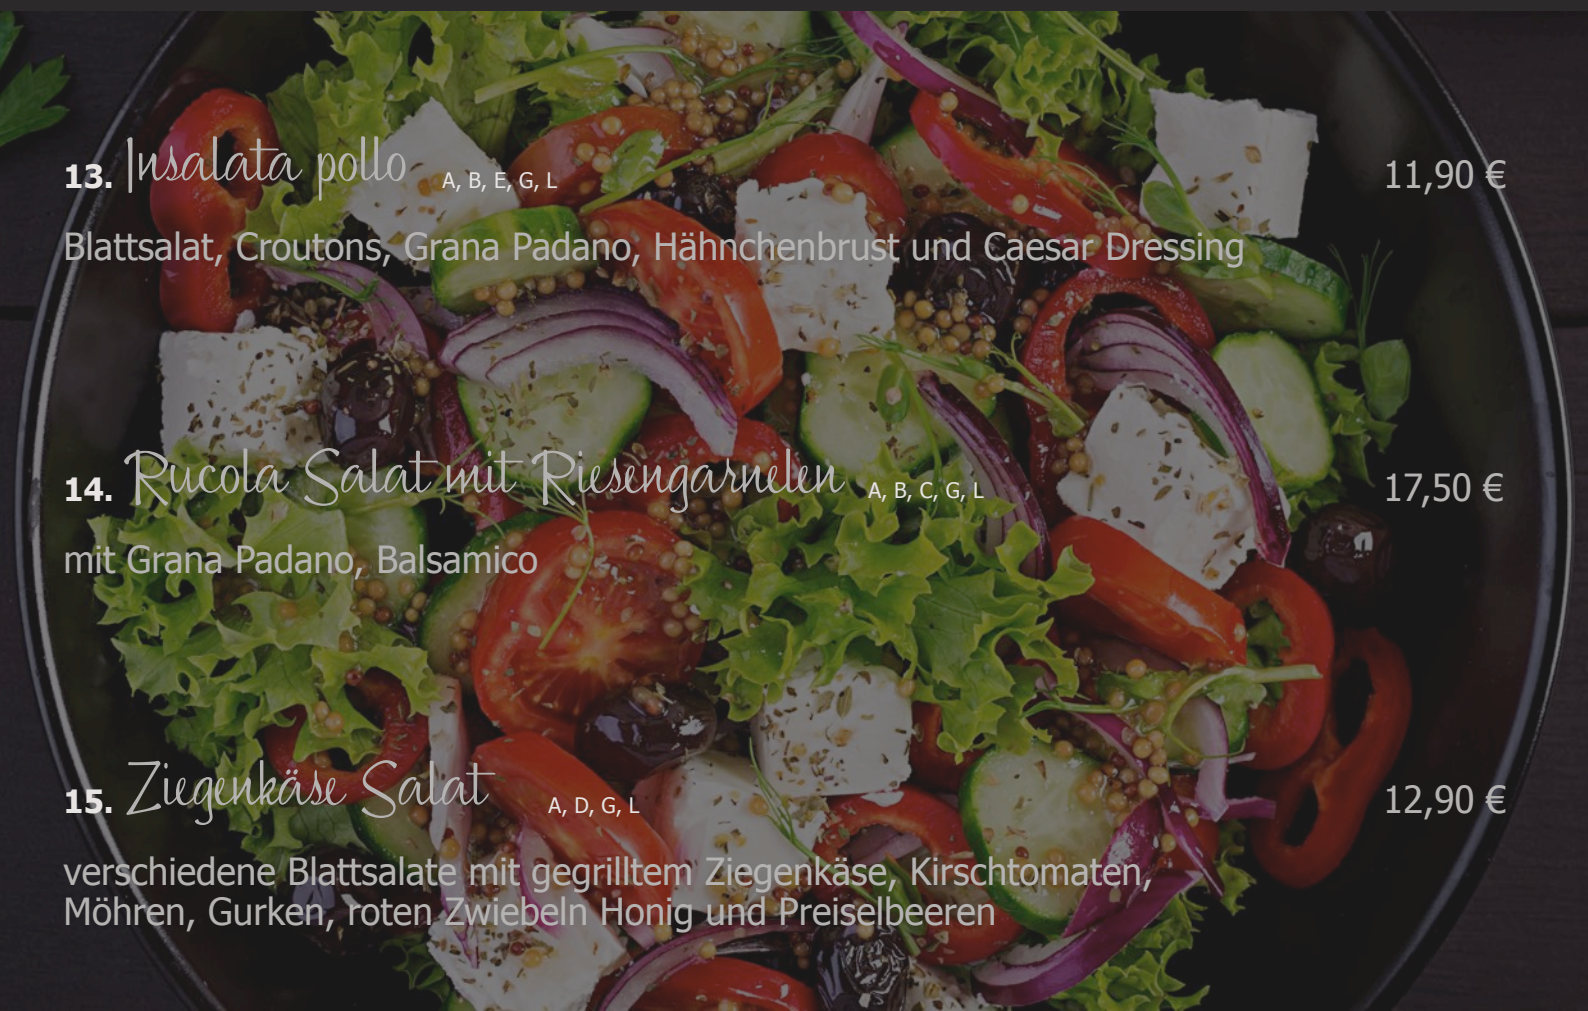 13. Insalata pollo A, B, E, G, L 11,90 €
Blattsalat, Croutons, Grana Padano, Hähnchenbrust und Caesar Dressing
14. Rucola Salat mit Riesengarnelen A, B, C, G, L 17,50 €
mit Grana Padano, Balsamico
15. Ziegenkäse Salat A, D, G, L 12,90 €
verschiedene Blattsalate mit gegrilltem Ziegenkäse, Kirschtomaten,
Möhren, Gurken, roten Zwiebeln Honig und Preiselbeeren